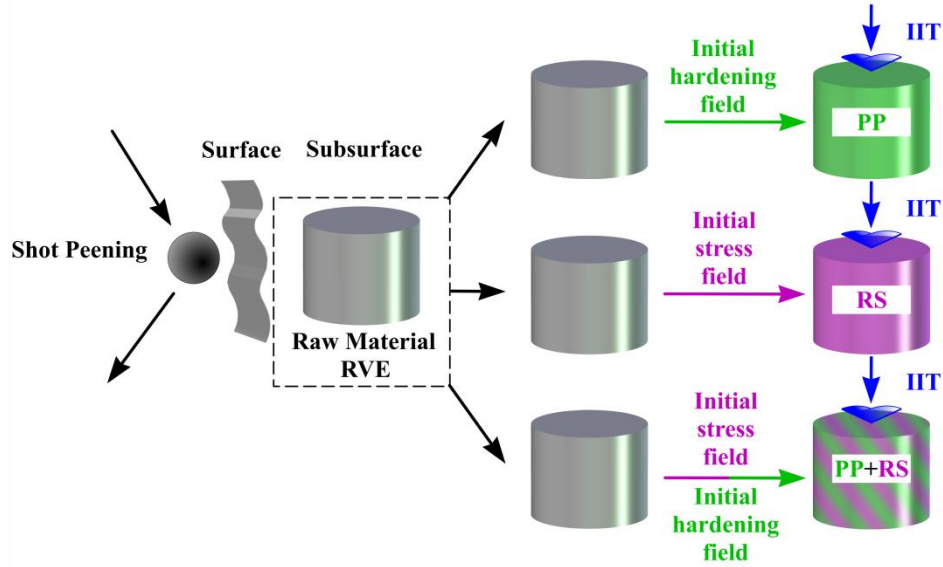 Shot Peening
Surface
Subsurface
Raw Material
RVE
Initial
hardening
field
IIT
PP
Initial
stress
field
IIT
RS
Initial
stress
field
Initial
hardening
field
IIT
PP+RS